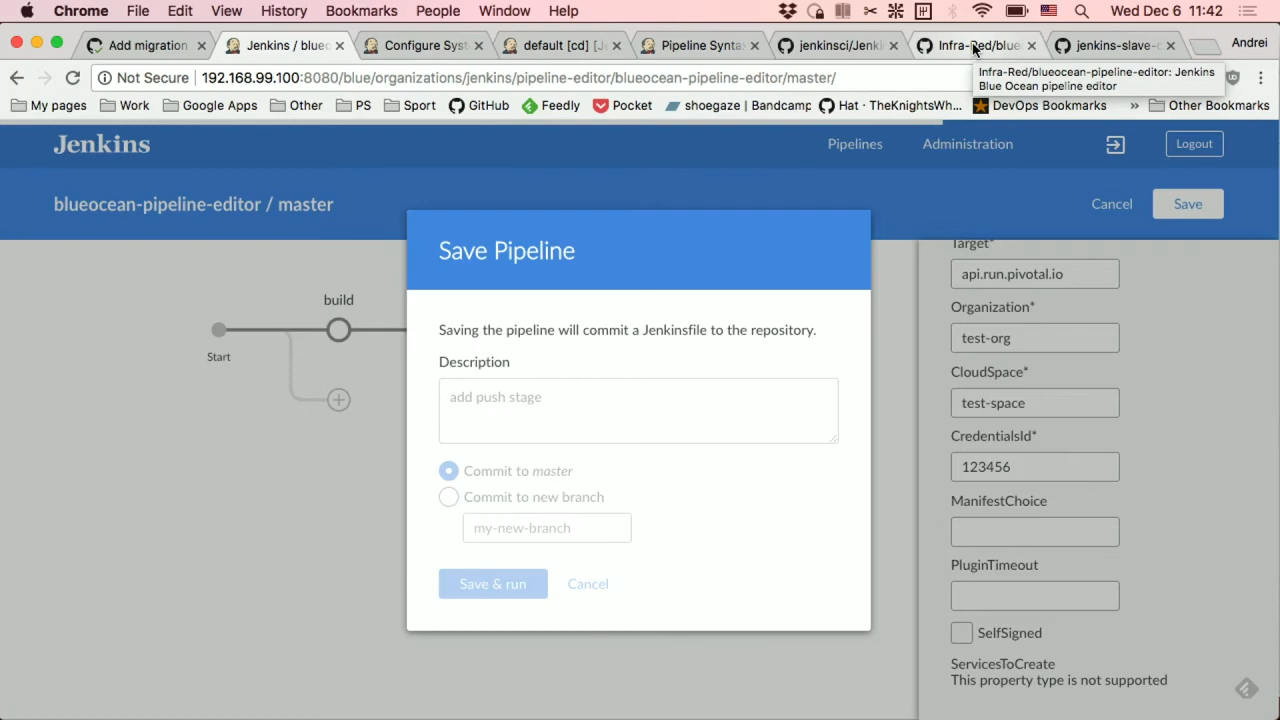 Chrome File Edit View History Bookmarks People Window Help Wed Dec 6 11:42
Add migration Jenkins / blueo Configure Syst default [cd] [Je Pipeline Syntax jenkinsci/Jenki Infra-Red/blueo jenkins-slave-c Andrei
Not Secure 192.168.99.100:8080/blue/organizations/jenkins/pipeline-editor/blueocean-pipeline-editor/master/
Infra-Red/blueocean-pipeline-editor: Jenkins
Blue Ocean pipeline editor
My pages Work Google Apps Other PS Sport GitHub Feedly Pocket shoegaze | Bandcamp Hat · TheKnightsWh... DevOps Bookmarks » Other Bookmarks
Jenkins Pipelines Administration Logout
blueocean-pipeline-editor / master Cancel Save
Start
build
Save Pipeline
Saving the pipeline will commit a Jenkinsfile to the repository.
Description
add push stage
Commit to master
Commit to new branch
my-new-branch
Save & run Cancel
Target*
api.run.pivotal.io
Organization*
test-org
CloudSpace*
test-space
CredentialsId*
123456
ManifestChoice
PluginTimeout
SelfSigned
ServicesToCreate
This property type is not supported